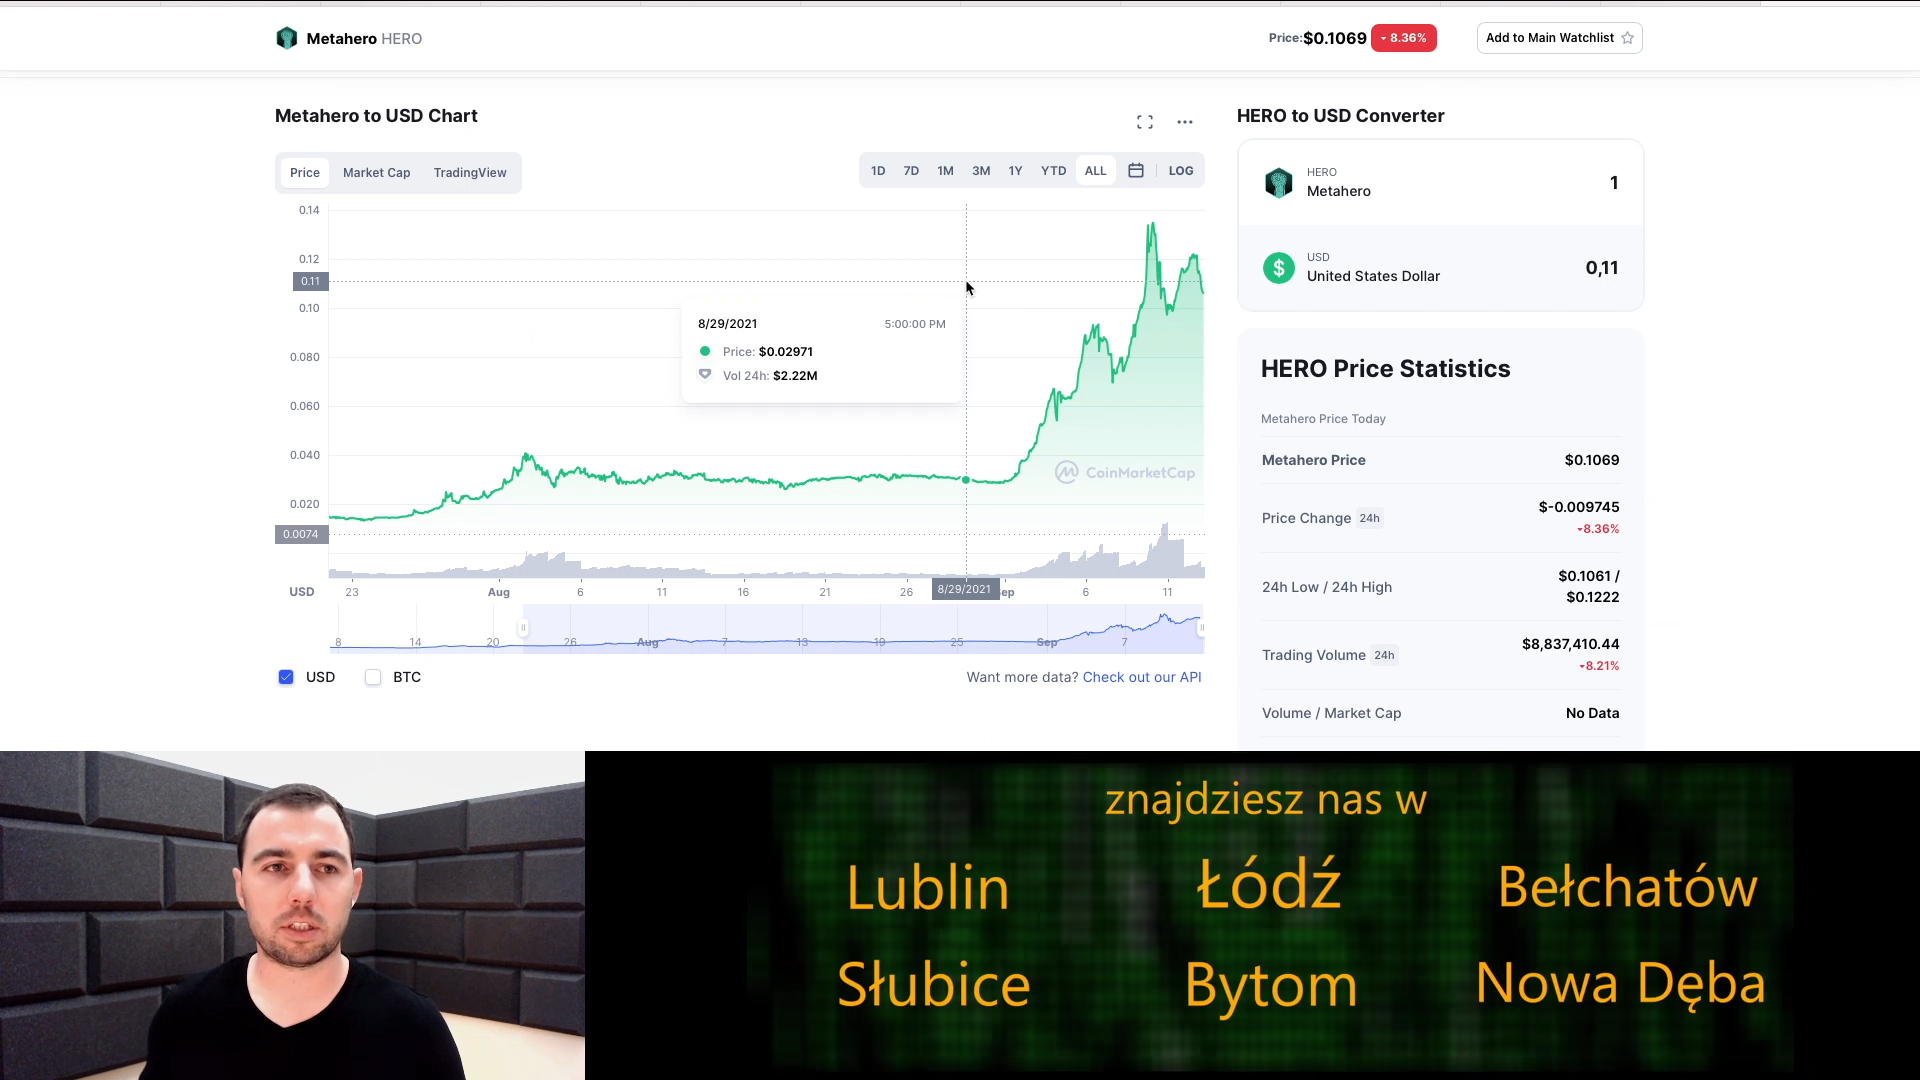 Metahero HERO
Price:$0.1069 8.36%
Add to Main Watchlist
Metahero to USD Chart
HERO to USD Converter
Price Market Cap TradingView
1D 7D 1M 3M 1Y YTD ALL LOG
HERO
Metahero
1
USD
United States Dollar
0,11
0.14
0.12
0.11
0.10
0.080
0.060
0.040
0.020
0.0074
8/29/2021 5:00:00 PM
Price: $0.02971
Vol 24h: $2.22M
CoinMarketCap
USD 23 Aug 6 11 16 21 26 8/29/2021 ep 6 11
8 14 20 26 Aug 7 13 19 25 Sep 7
USD BTC
Want more data? Check out our API
HERO Price Statistics
Metahero Price Today
Metahero Price $0.1069
Price Change 24h $-0.009745
8.36%
24h Low / 24h High $0.1061 /
$0.1222
Trading Volume 24h $8,837,410.44
8.21%
Volume / Market Cap No Data
znajdziesz nas w
Lublin Łódź Bełchatów
Słubice Bytom Nowa Dęba